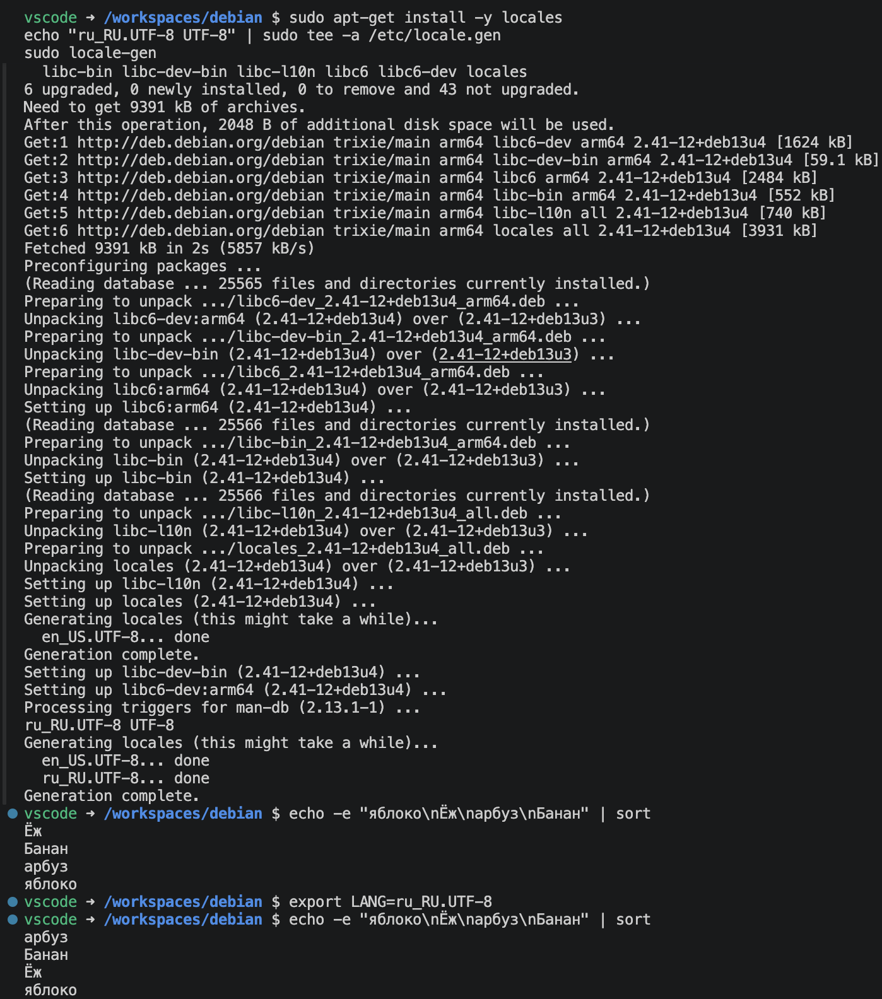 vscode → /workspaces/debian $ sudo apt-get install -y locales
echo "ru_RU.UTF-8 UTF-8" | sudo tee -a /etc/locale.gen
sudo locale-gen
  libc-bin libc-dev-bin libc-l10n libc6 libc6-dev locales
6 upgraded, 0 newly installed, 0 to remove and 43 not upgraded.
Need to get 9391 kB of archives.
After this operation, 2048 B of additional disk space will be used.
Get:1 http://deb.debian.org/debian trixie/main arm64 libc6-dev arm64 2.41-12+deb13u4 [1624 kB]
Get:2 http://deb.debian.org/debian trixie/main arm64 libc-dev-bin arm64 2.41-12+deb13u4 [59.1 kB]
Get:3 http://deb.debian.org/debian trixie/main arm64 libc6 arm64 2.41-12+deb13u4 [2484 kB]
Get:4 http://deb.debian.org/debian trixie/main arm64 libc-bin arm64 2.41-12+deb13u4 [552 kB]
Get:5 http://deb.debian.org/debian trixie/main arm64 libc-l10n all 2.41-12+deb13u4 [740 kB]
Get:6 http://deb.debian.org/debian trixie/main arm64 locales all 2.41-12+deb13u4 [3931 kB]
Fetched 9391 kB in 2s (5857 kB/s)
Preconfiguring packages ...
(Reading database ... 25565 files and directories currently installed.)
Preparing to unpack .../libc6-dev_2.41-12+deb13u4_arm64.deb ...
Unpacking libc6-dev:arm64 (2.41-12+deb13u4) over (2.41-12+deb13u3) ...
Preparing to unpack .../libc-dev-bin_2.41-12+deb13u4_arm64.deb ...
Unpacking libc-dev-bin (2.41-12+deb13u4) over (2.41-12+deb13u3) ...
Preparing to unpack .../libc6_2.41-12+deb13u4_arm64.deb ...
Unpacking libc6:arm64 (2.41-12+deb13u4) over (2.41-12+deb13u3) ...
Setting up libc6:arm64 (2.41-12+deb13u4) ...
(Reading database ... 25566 files and directories currently installed.)
Preparing to unpack .../libc-bin_2.41-12+deb13u4_arm64.deb ...
Unpacking libc-bin (2.41-12+deb13u4) over (2.41-12+deb13u3) ...
Setting up libc-bin (2.41-12+deb13u4) ...
(Reading database ... 25566 files and directories currently installed.)
Preparing to unpack .../libc-l10n_2.41-12+deb13u4_all.deb ...
Unpacking libc-l10n (2.41-12+deb13u4) over (2.41-12+deb13u3) ...
Preparing to unpack .../locales_2.41-12+deb13u4_all.deb ...
Unpacking locales (2.41-12+deb13u4) over (2.41-12+deb13u3) ...
Setting up libc-l10n (2.41-12+deb13u4) ...
Setting up locales (2.41-12+deb13u4) ...
Generating locales (this might take a while)...
  en_US.UTF-8... done
Generation complete.
Setting up libc-dev-bin (2.41-12+deb13u4) ...
Setting up libc6-dev:arm64 (2.41-12+deb13u4) ...
Processing triggers for man-db (2.13.1-1) ...
ru_RU.UTF-8 UTF-8
Generating locales (this might take a while)...
  en_US.UTF-8... done
  ru_RU.UTF-8... done
Generation complete.
vscode → /workspaces/debian $ echo -e "яблоко\nЁж\nарбуз\nБанан" | sort
Ёж
Банан
арбуз
яблоко
vscode → /workspaces/debian $ export LANG=ru_RU.UTF-8
vscode → /workspaces/debian $ echo -e "яблоко\nЁж\nарбуз\nБанан" | sort
арбуз
Банан
Ёж
яблоко